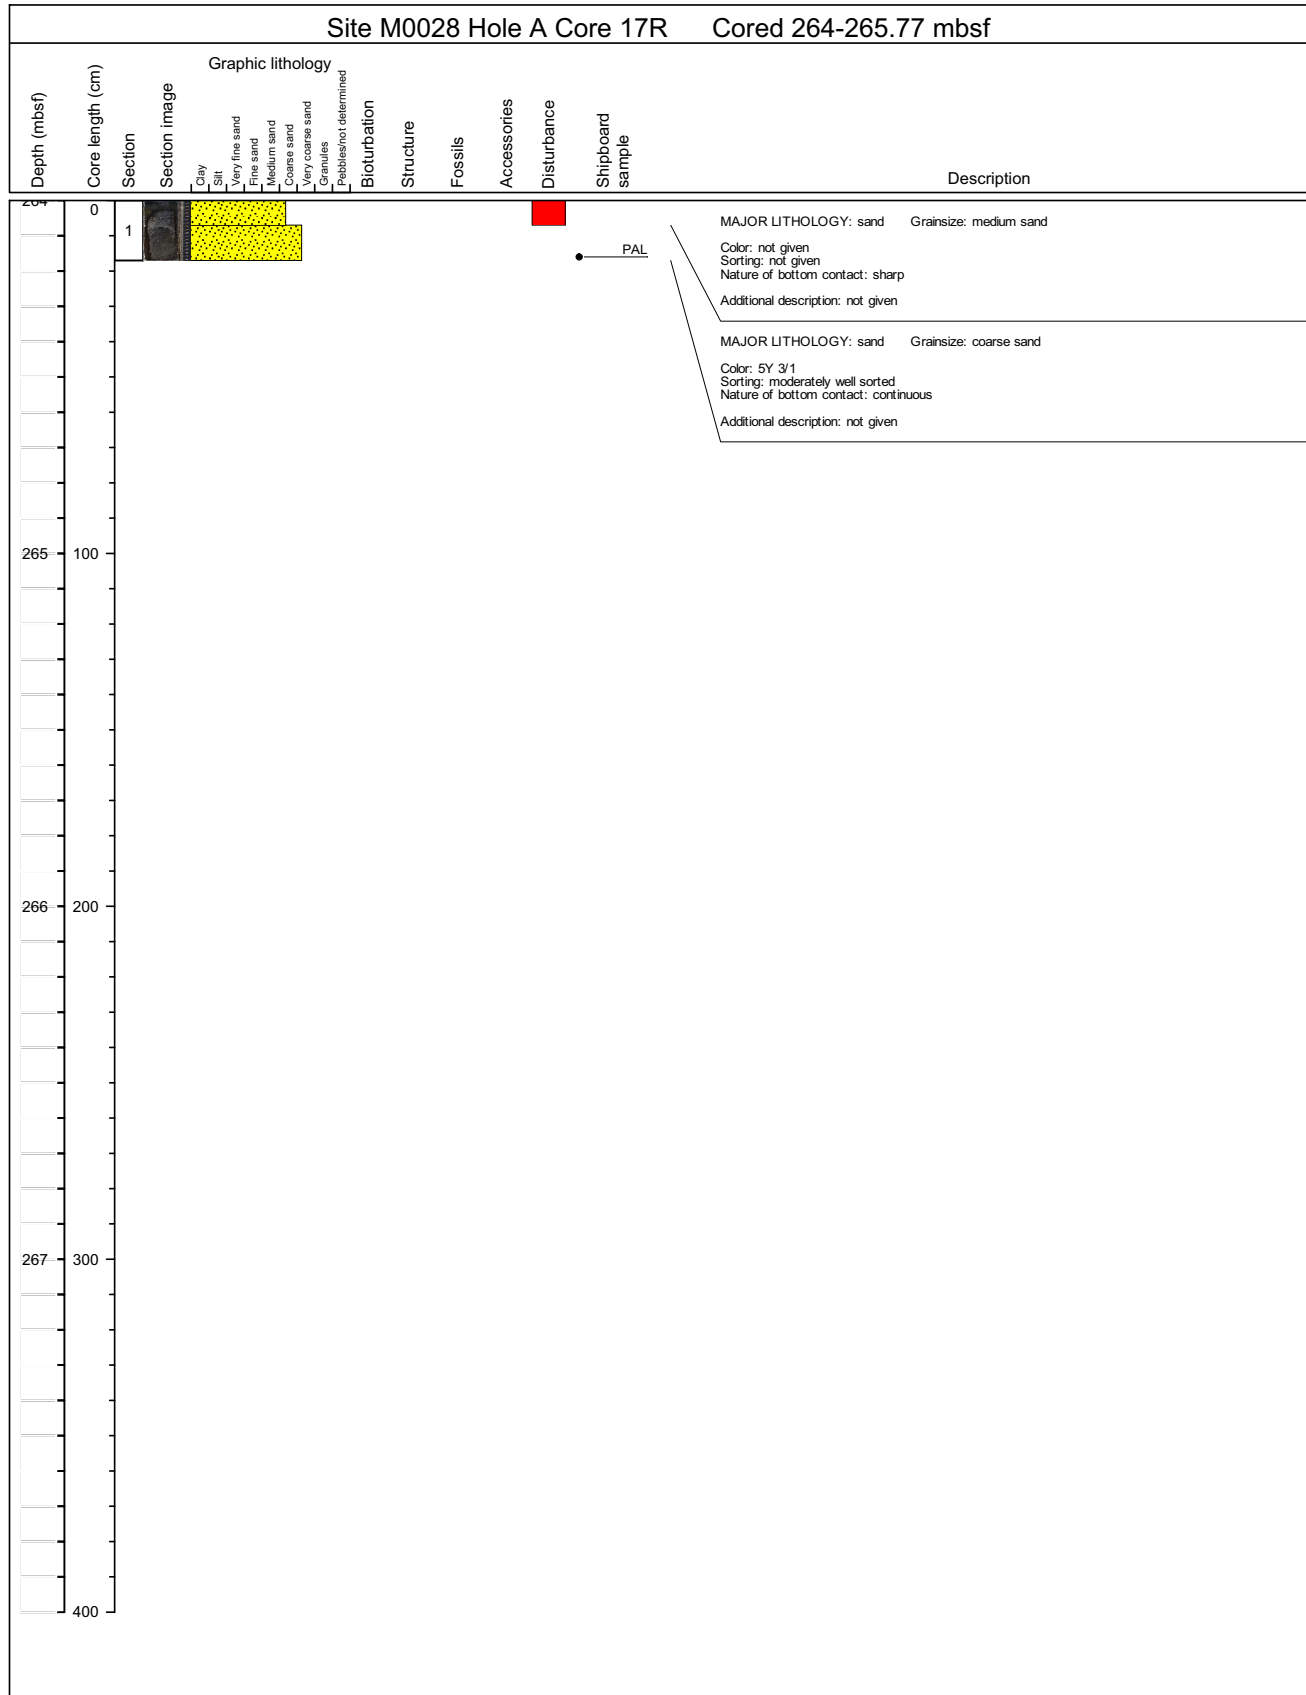 Site M0028 Hole A Core 17R Cored 264-265.77 mbsf
Graphic lithology
Depth (mbsf)
Core length (cm)
Section
Section image
Clay
Silt
Very fine sand
Fine sand
Medium sand
Coarse sand
Very coarse sand
Granules
Pebbles/not determined
Bioturbation
Structure
Fossils
Accessories
Disturbance
Shipboard
sample
Description
264
0
1
PAL
MAJOR LITHOLOGY: sand Grainsize: medium sand
Color: not given
Sorting: not given
Nature of bottom contact: sharp
Additional description: not given
MAJOR LITHOLOGY: sand Grainsize: coarse sand
Color: 5Y 3/1
Sorting: moderately well sorted
Nature of bottom contact: continuous
Additional description: not given
265 100
266 200
267 300
400